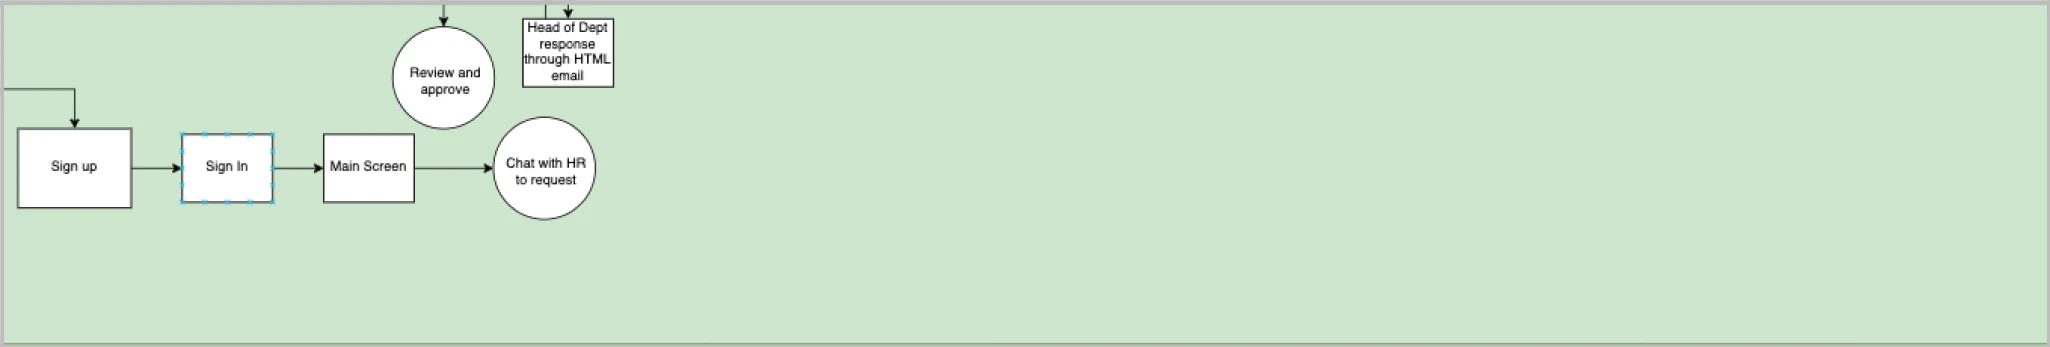 Head of Dept
response
through HTML
email
Review and
approve
Sign up
Sign In
Main Screen
Chat with HR
to request